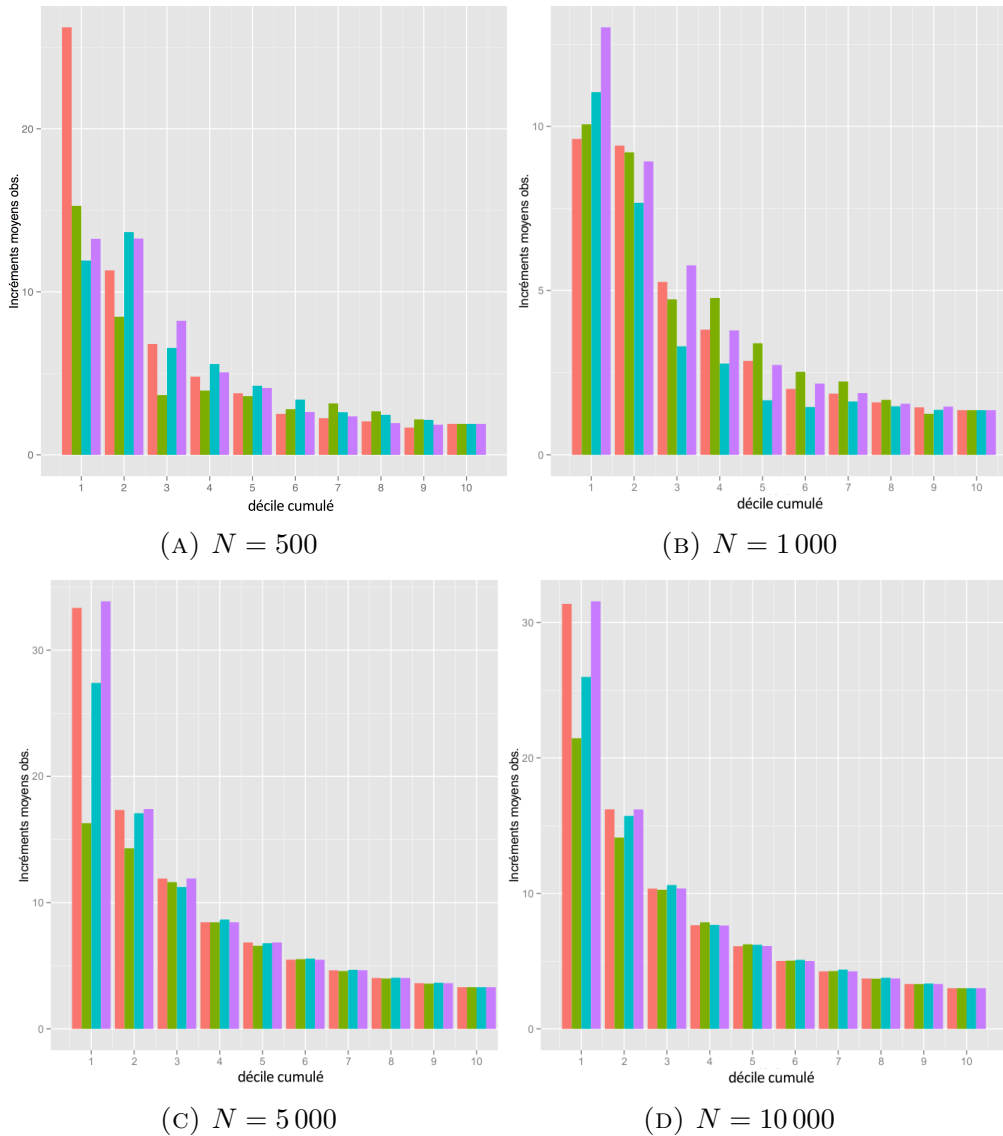 Incréments moyens obs.
20
10
0
1 2 3 4 5 6 7 8 9 10
décile cumulé
(A) N = 500
Incréments moyens obs.
10
5
0
1 2 3 4 5 6 7 8 9 10
décile cumulé
(B) N = 1 000
Incréments moyens obs.
30
20
10
0
1 2 3 4 5 6 7 8 9 10
décile cumulé
(C) N = 5 000
Incréments moyens obs.
30
20
10
0
1 2 3 4 5 6 7 8 9 10
décile cumulé
(D) N = 10 000